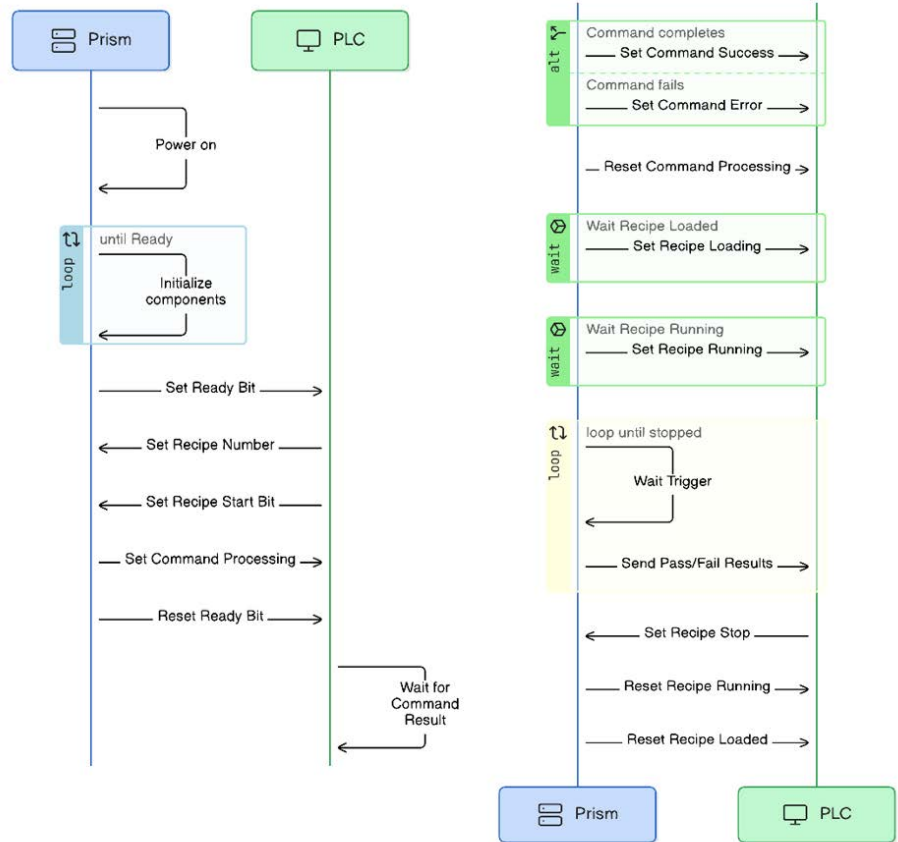 Prism
PLC
Power on
loop
until Ready
Initialize
components
Set Ready Bit
Set Recipe Number
Set Recipe Start Bit
Set Command Processing
Reset Ready Bit
Wait for
Command
Result
alt
Command completes
Set Command Success
Command fails
Set Command Error
Reset Command Processing
wait
Wait Recipe Loaded
Set Recipe Loading
wait
Wait Recipe Running
Set Recipe Running
loop
loop until stopped
Wait Trigger
Send Pass/Fail Results
Set Recipe Stop
Reset Recipe Running
Reset Recipe Loaded
Prism
PLC